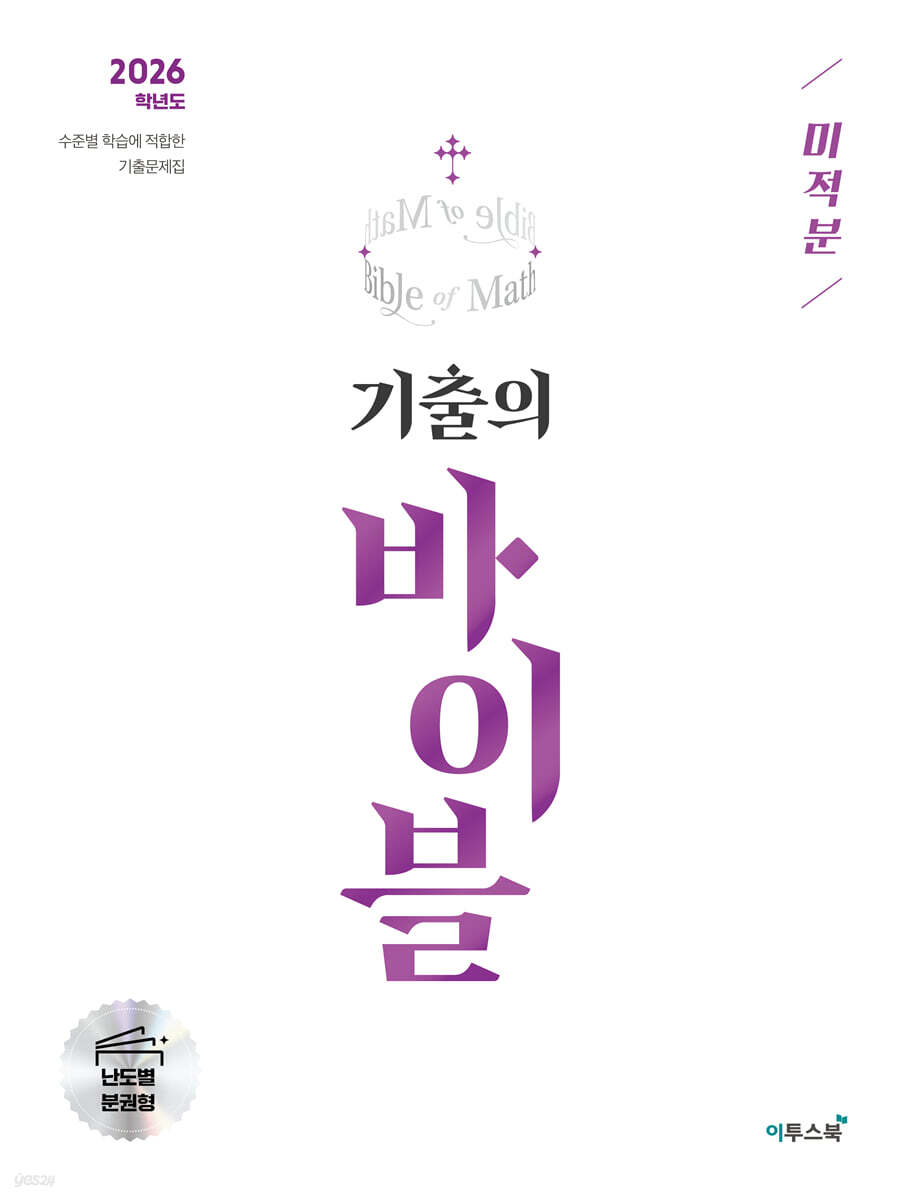 2026
학년도
수준별 학습에 적합한
기출문제집
미적분
Bible of Math
Bible of Math
기출의
바이블
난도별
분권형
이투스북
yes24